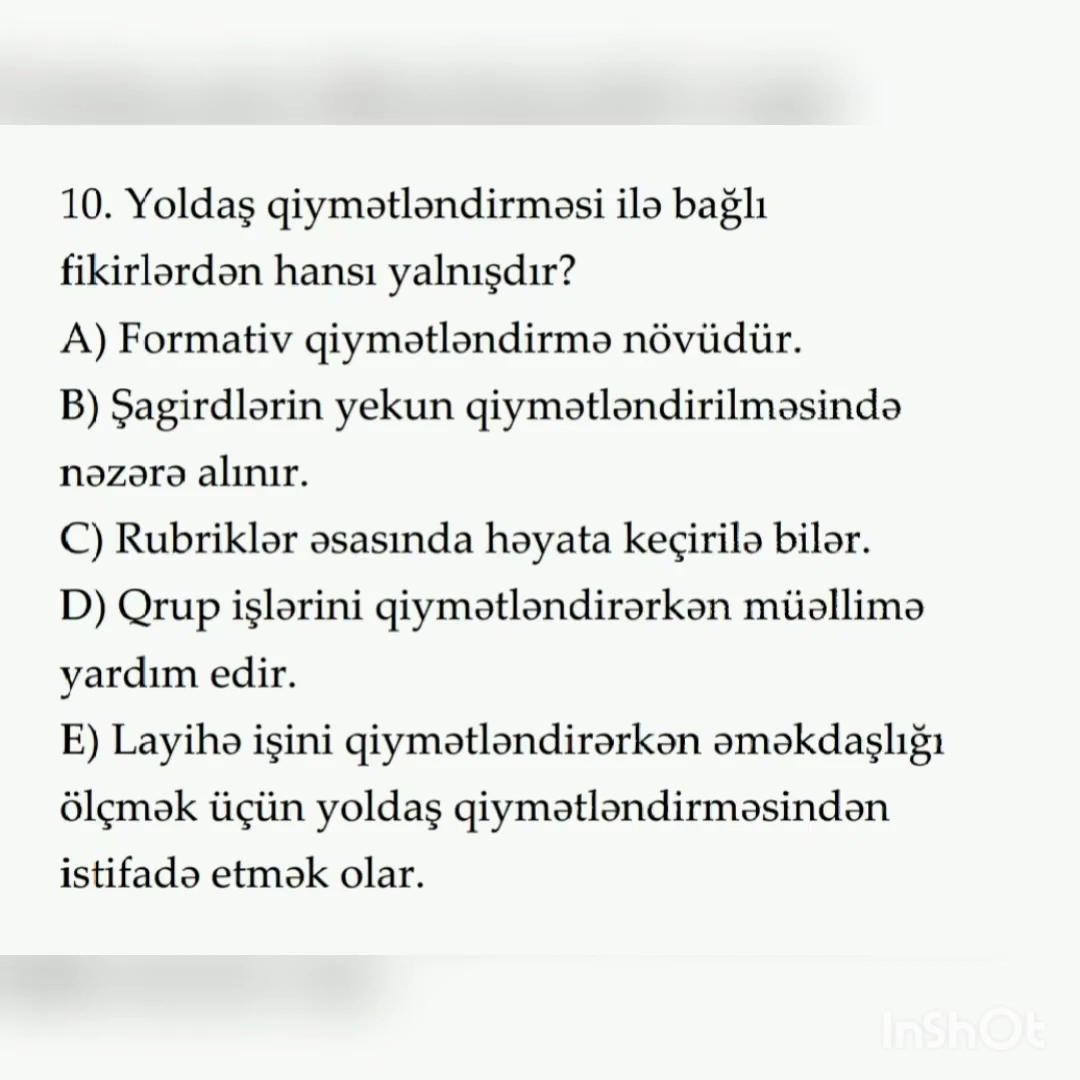 10. Yoldaş qiymətləndirməsi ilə bağlı
fikirlərdən hansı yalnışdır?
A) Formativ qiymətləndirmə növüdür.
B) Şagirdlərin yekun qiymətləndirilməsində
nəzərə alınır.
C) Rubriklər əsasında həyata keçirilə bilər.
D) Qrup işlərini qiymətləndirərkən müəllimə
yardım edir.
E) Layihə işini qiymətləndirərkən əməkdaşlığı
ölçmək üçün yoldaş qiymətləndirməsindən
istifadə etmək olar.
InShOt